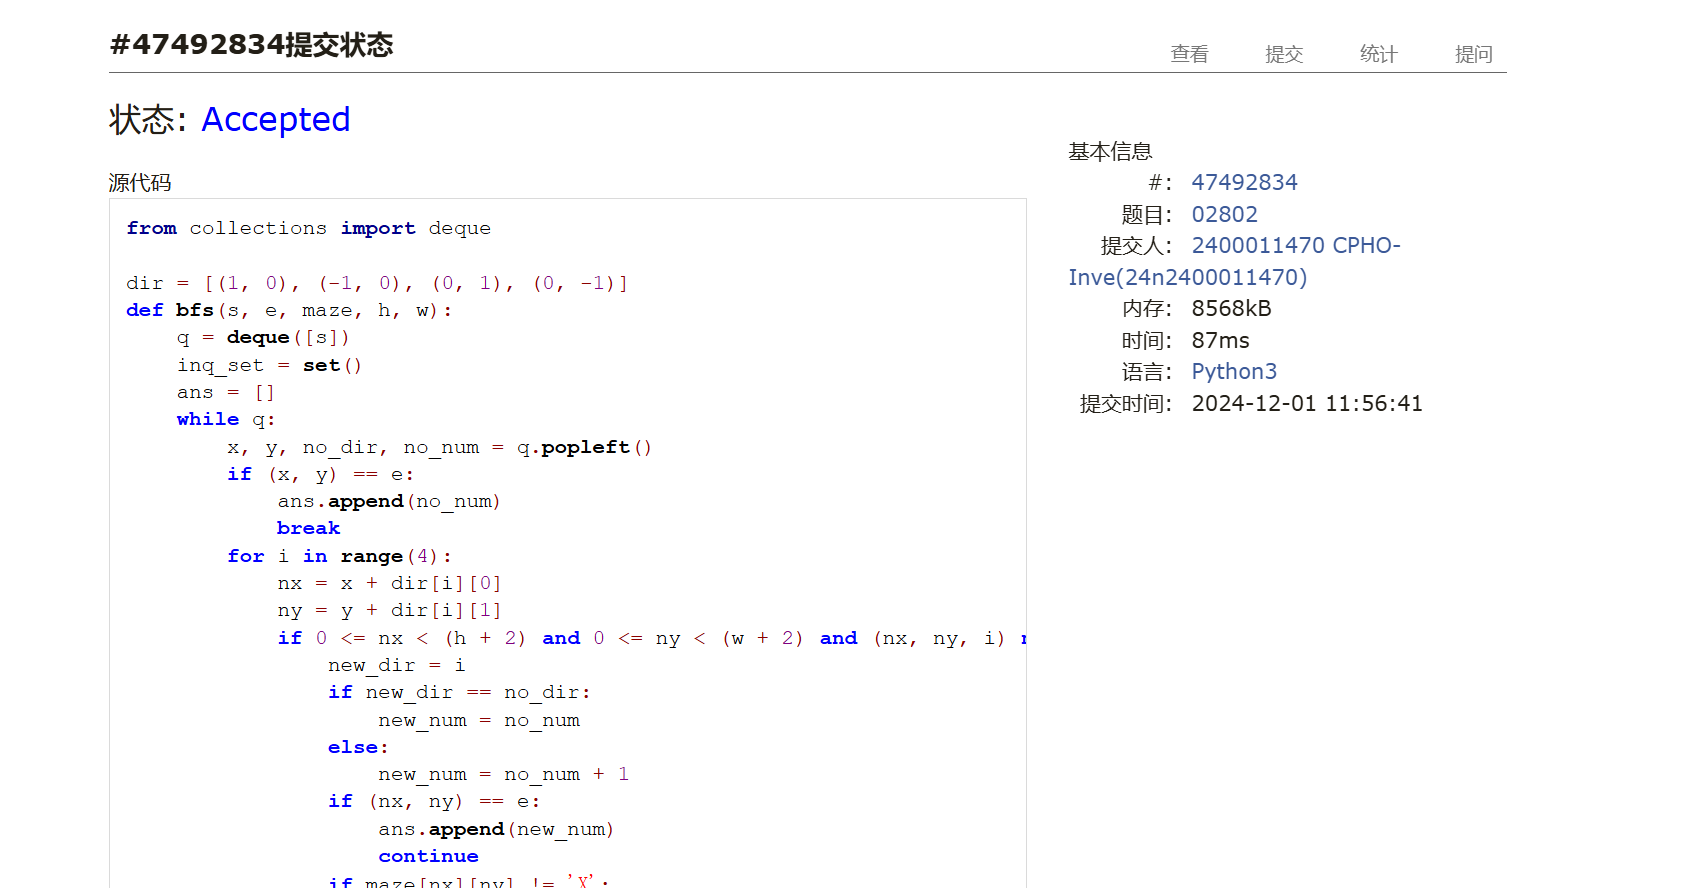 #47492834提交状态
查看 提交 统计 提问
状态: Accepted
源代码
from collections import deque
dir = [(1, 0), (-1, 0), (0, 1), (0, -1)]
def bfs(s, e, maze, h, w):
    q = deque([s])
    inq_set = set()
    ans = []
    while q:
        x, y, no_dir, no_num = q.popleft()
        if (x, y) == e:
            ans.append(no_num)
            break
        for i in range(4):
            nx = x + dir[i][0]
            ny = y + dir[i][1]
            if 0 <= nx < (h + 2) and 0 <= ny < (w + 2) and (nx, ny, i)
                new_dir = i
                if new_dir == no_dir:
                    new_num = no_num
                else:
                    new_num = no_num + 1
                if (nx, ny) == e:
                    ans.append(new_num)
                    continue
                if maze[nx][ny] != 'X':
基本信息
#: 47492834
题目: 02802
提交人: 2400011470 CPHO-
Inve(24n2400011470)
内存: 8568kB
时间: 87ms
语言: Python3
提交时间: 2024-12-01 11:56:41